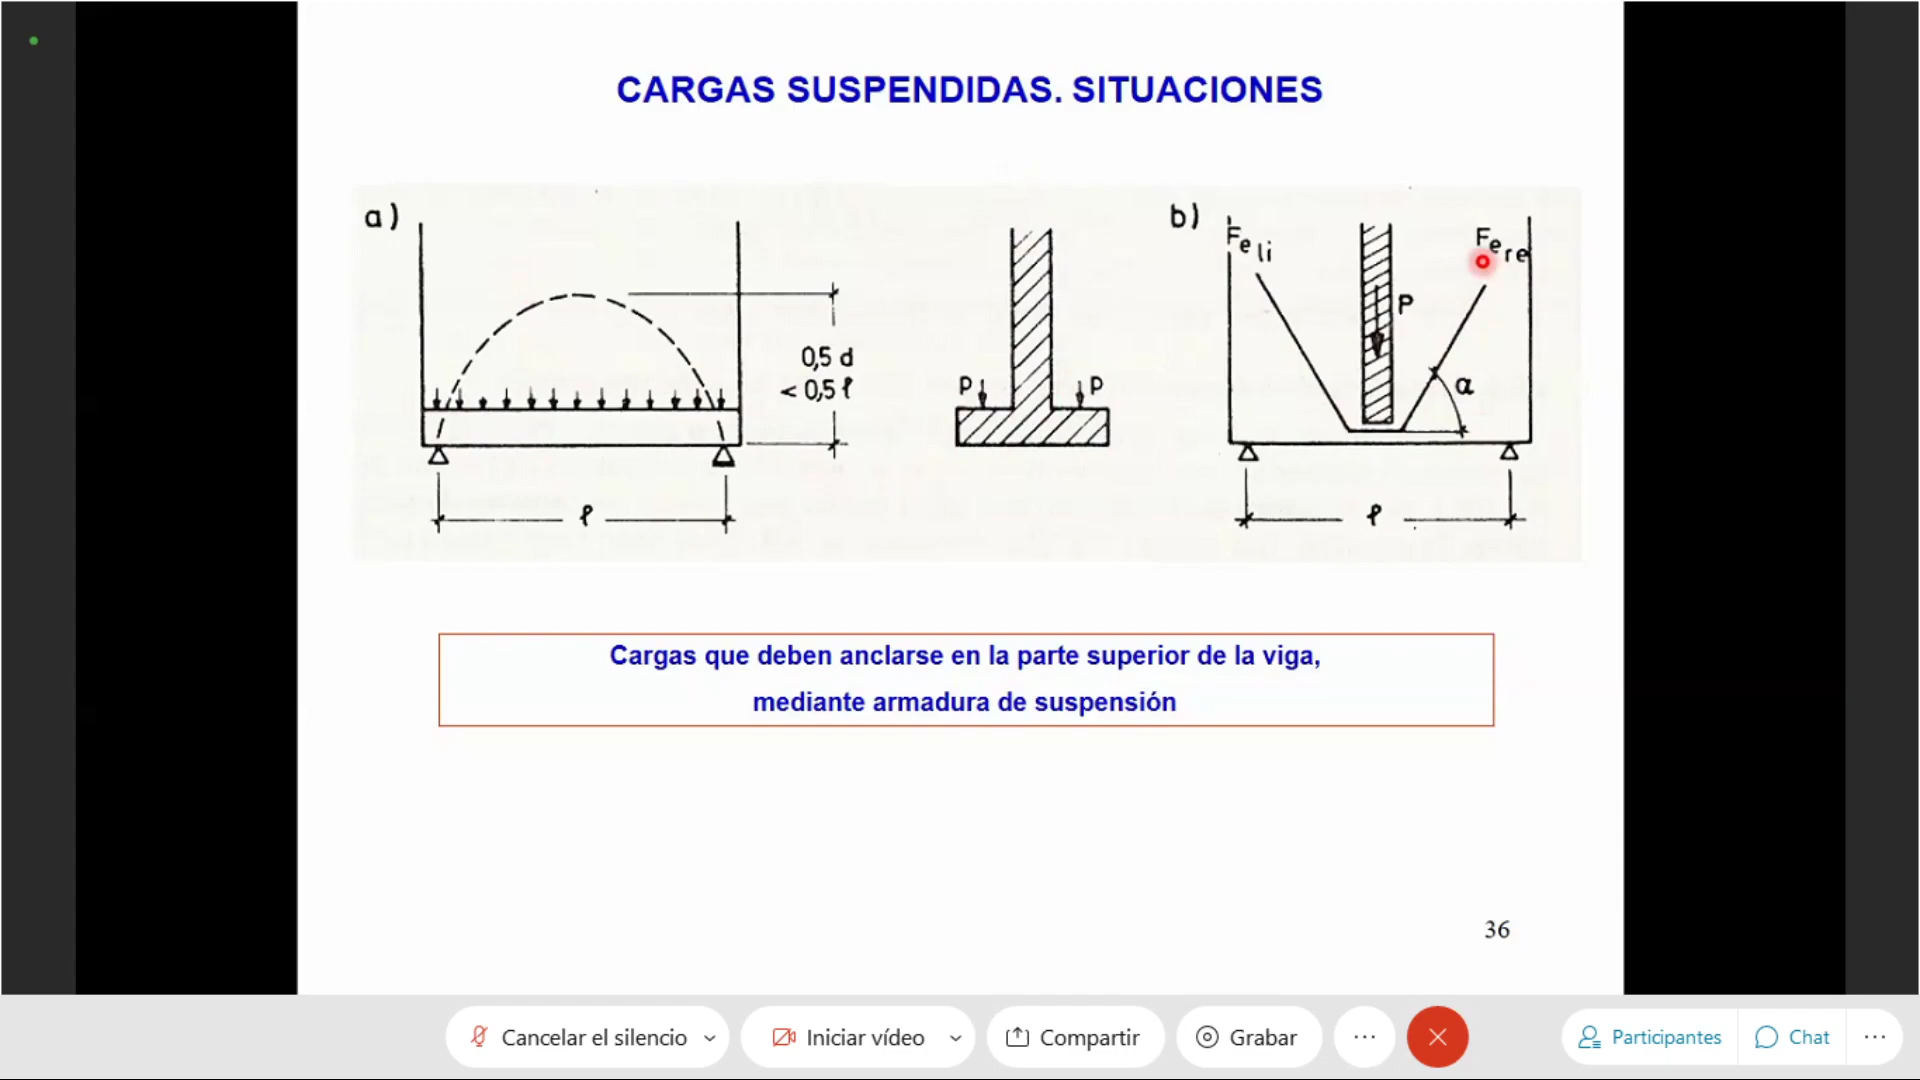 CARGAS SUSPENDIDAS. SITUACIONES
a)
0,5 d
< 0,5 ℓ
ℓ
P
P
b)
Fe li
Fe re
P
α
ℓ
Cargas que deben anclarse en la parte superior de la viga,
mediante armadura de suspensión
36
Cancelar el silencio
Iniciar vídeo
Compartir
Grabar
Participantes
Chat